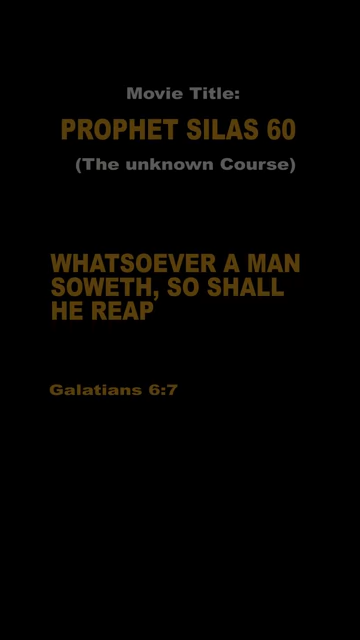 Movie Title:
PROPHET SILAS 60
(The unknown Course)
WHATSOEVER A MAN
SOWETH, SO SHALL
HE REAP
Galatians 6:7